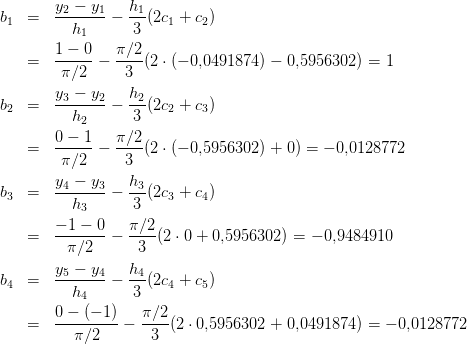 b₁ = (y₂ − y₁)/h₁ − h₁/3 (2c₁ + c₂)
= (1 − 0)/(π/2) − (π/2)/3 (2 · (−0,0491874) − 0,5956302) = 1
b₂ = (y₃ − y₂)/h₂ − h₂/3 (2c₂ + c₃)
= (0 − 1)/(π/2) − (π/2)/3 (2 · (−0,5956302) + 0) = −0,0128772
b₃ = (y₄ − y₃)/h₃ − h₃/3 (2c₃ + c₄)
= (−1 − 0)/(π/2) − (π/2)/3 (2 · 0 + 0,5956302) = −0,9484910
b₄ = (y₅ − y₄)/h₄ − h₄/3 (2c₄ + c₅)
= (0 − (−1))/(π/2) − (π/2)/3 (2 · 0,5956302 + 0,0491874) = −0,0128772